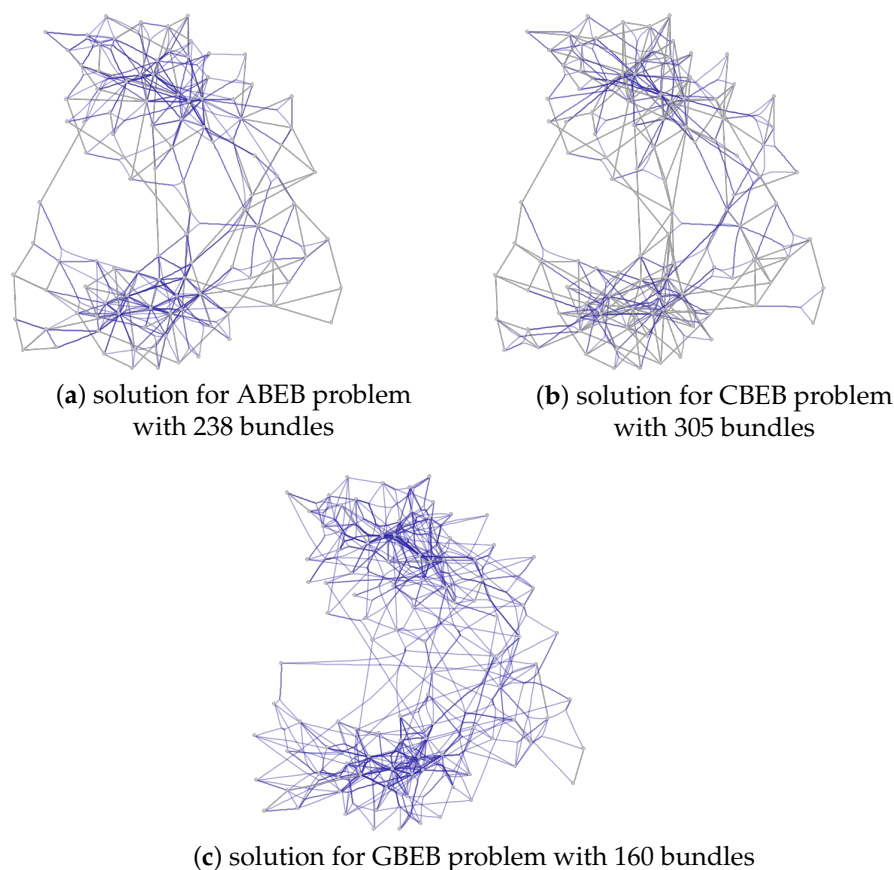 (a) solution for ABEB problem
with 238 bundles
(b) solution for CBEB problem
with 305 bundles
(c) solution for GBEB problem with 160 bundles